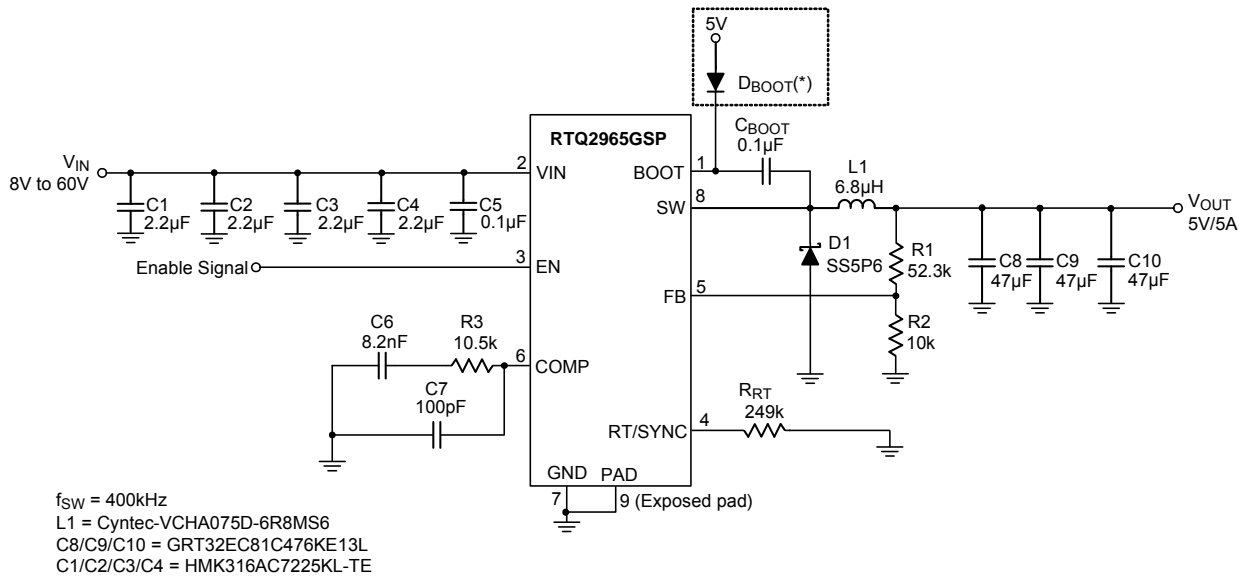 5V
DBOOT(*)
RTQ2965GSP
CBOOT
0.1µF
VIN
8V to 60V
2
VIN
BOOT
1
L1
6.8µH
C1
2.2µF
C2
2.2µF
C3
2.2µF
C4
2.2µF
C5
0.1µF
SW
8
VOUT
5V/5A
Enable Signal
3
EN
D1
SS5P6
R1
52.3k
C8
47µF
C9
47µF
C10
47µF
FB
5
R2
10k
C6
8.2nF
R3
10.5k
6
COMP
C7
100pF
RRT
249k
RT/SYNC
4
GND
PAD
7
9 (Exposed pad)
fSW = 400kHz
L1 = Cyntec-VCHA075D-6R8MS6
C8/C9/C10 = GRT32EC81C476KE13L
C1/C2/C3/C4 = HMK316AC7225KL-TE